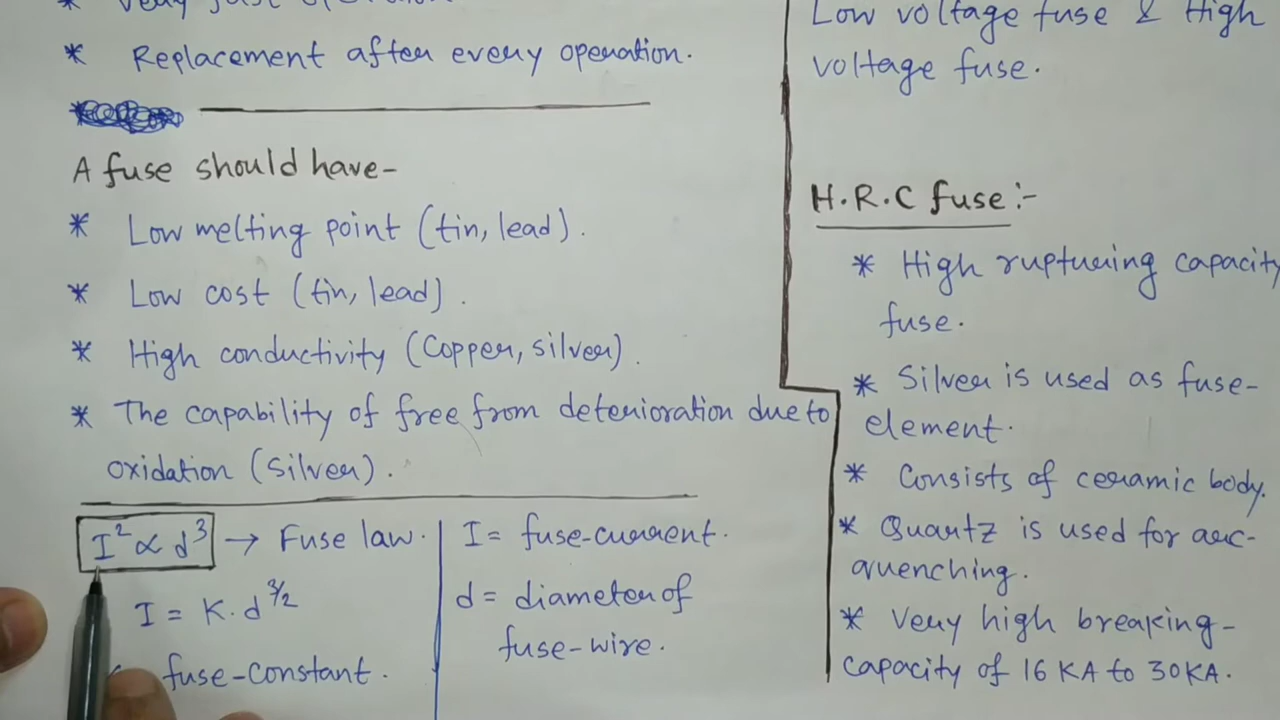 * Very fast operation
* Replacement after every operation.
A fuse should have-
* Low melting point (tin, lead).
* Low cost (tin, lead).
* High conductivity (Copper, silver).
* The capability of free from deterioration due to
oxidation (Silver).
I² ∝ d³ → Fuse law.
I = K. d^3/2
fuse-constant.
I = fuse-current.
d = diameter of
fuse-wire.
Low voltage fuse & High
voltage fuse.
H.R.C fuse:-
* High rupturing capacity
fuse.
* Silver is used as fuse-
element.
* Consists of ceramic body.
* Quartz is used for arc-
quenching.
* Very high breaking-
capacity of 16 KA to 30KA.